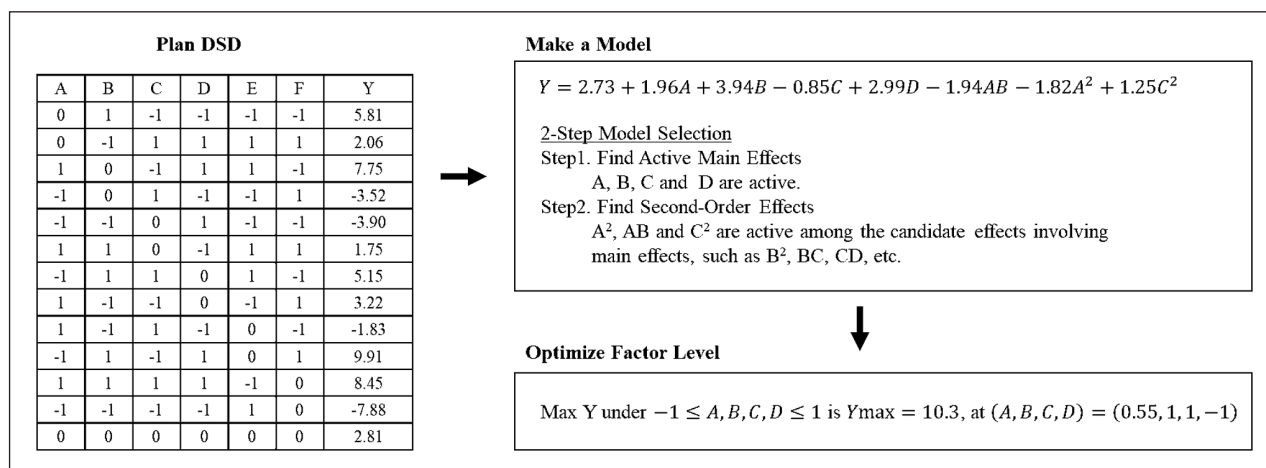 Plan DSD
A B C D E F Y
0 1 -1 -1 -1 -1 5.81
0 -1 1 1 1 1 2.06
1 0 -1 1 1 -1 7.75
-1 0 1 -1 -1 1 -3.52
-1 -1 0 1 -1 -1 -3.90
1 1 0 -1 1 1 1.75
-1 1 1 0 1 -1 5.15
1 -1 -1 0 -1 1 3.22
1 -1 1 -1 0 -1 -1.83
-1 1 -1 1 0 1 9.91
1 1 1 1 -1 0 8.45
-1 -1 -1 -1 1 0 -7.88
0 0 0 0 0 0 2.81
Make a Model
Y = 2.73 + 1.96A + 3.94B − 0.85C + 2.99D − 1.94AB − 1.82A² + 1.25C²
2-Step Model Selection
Step1. Find Active Main Effects
A, B, C and D are active.
Step2. Find Second-Order Effects
A², AB and C² are active among the candidate effects involving
main effects, such as B², BC, CD, etc.
Optimize Factor Level
Max Y under −1 ≤ A, B, C, D ≤ 1 is Ymax = 10.3, at (A, B, C, D) = (0.55, 1, 1, −1)